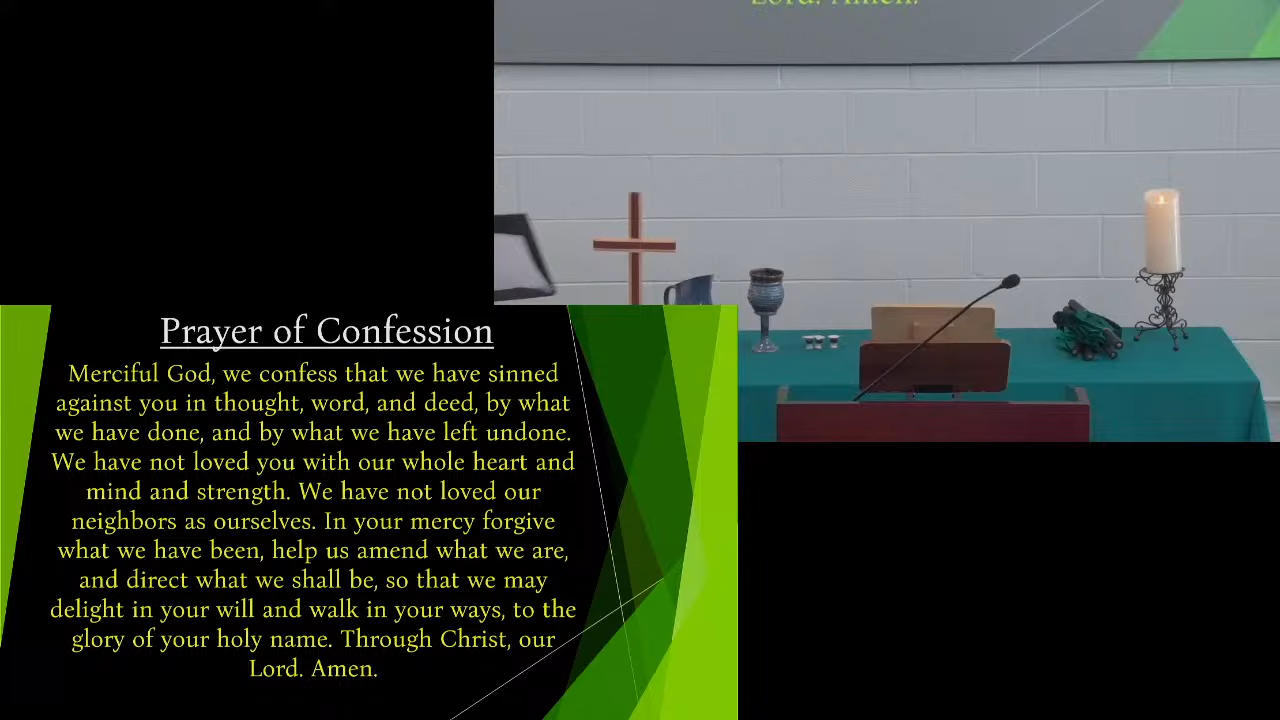 Lord. Amen.
Prayer of Confession
Merciful God, we confess that we have sinned
against you in thought, word, and deed, by what
we have done, and by what we have left undone.
We have not loved you with our whole heart and
mind and strength. We have not loved our
neighbors as ourselves. In your mercy forgive
what we have been, help us amend what we are,
and direct what we shall be, so that we may
delight in your will and walk in your ways, to the
glory of your holy name. Through Christ, our
Lord. Amen.